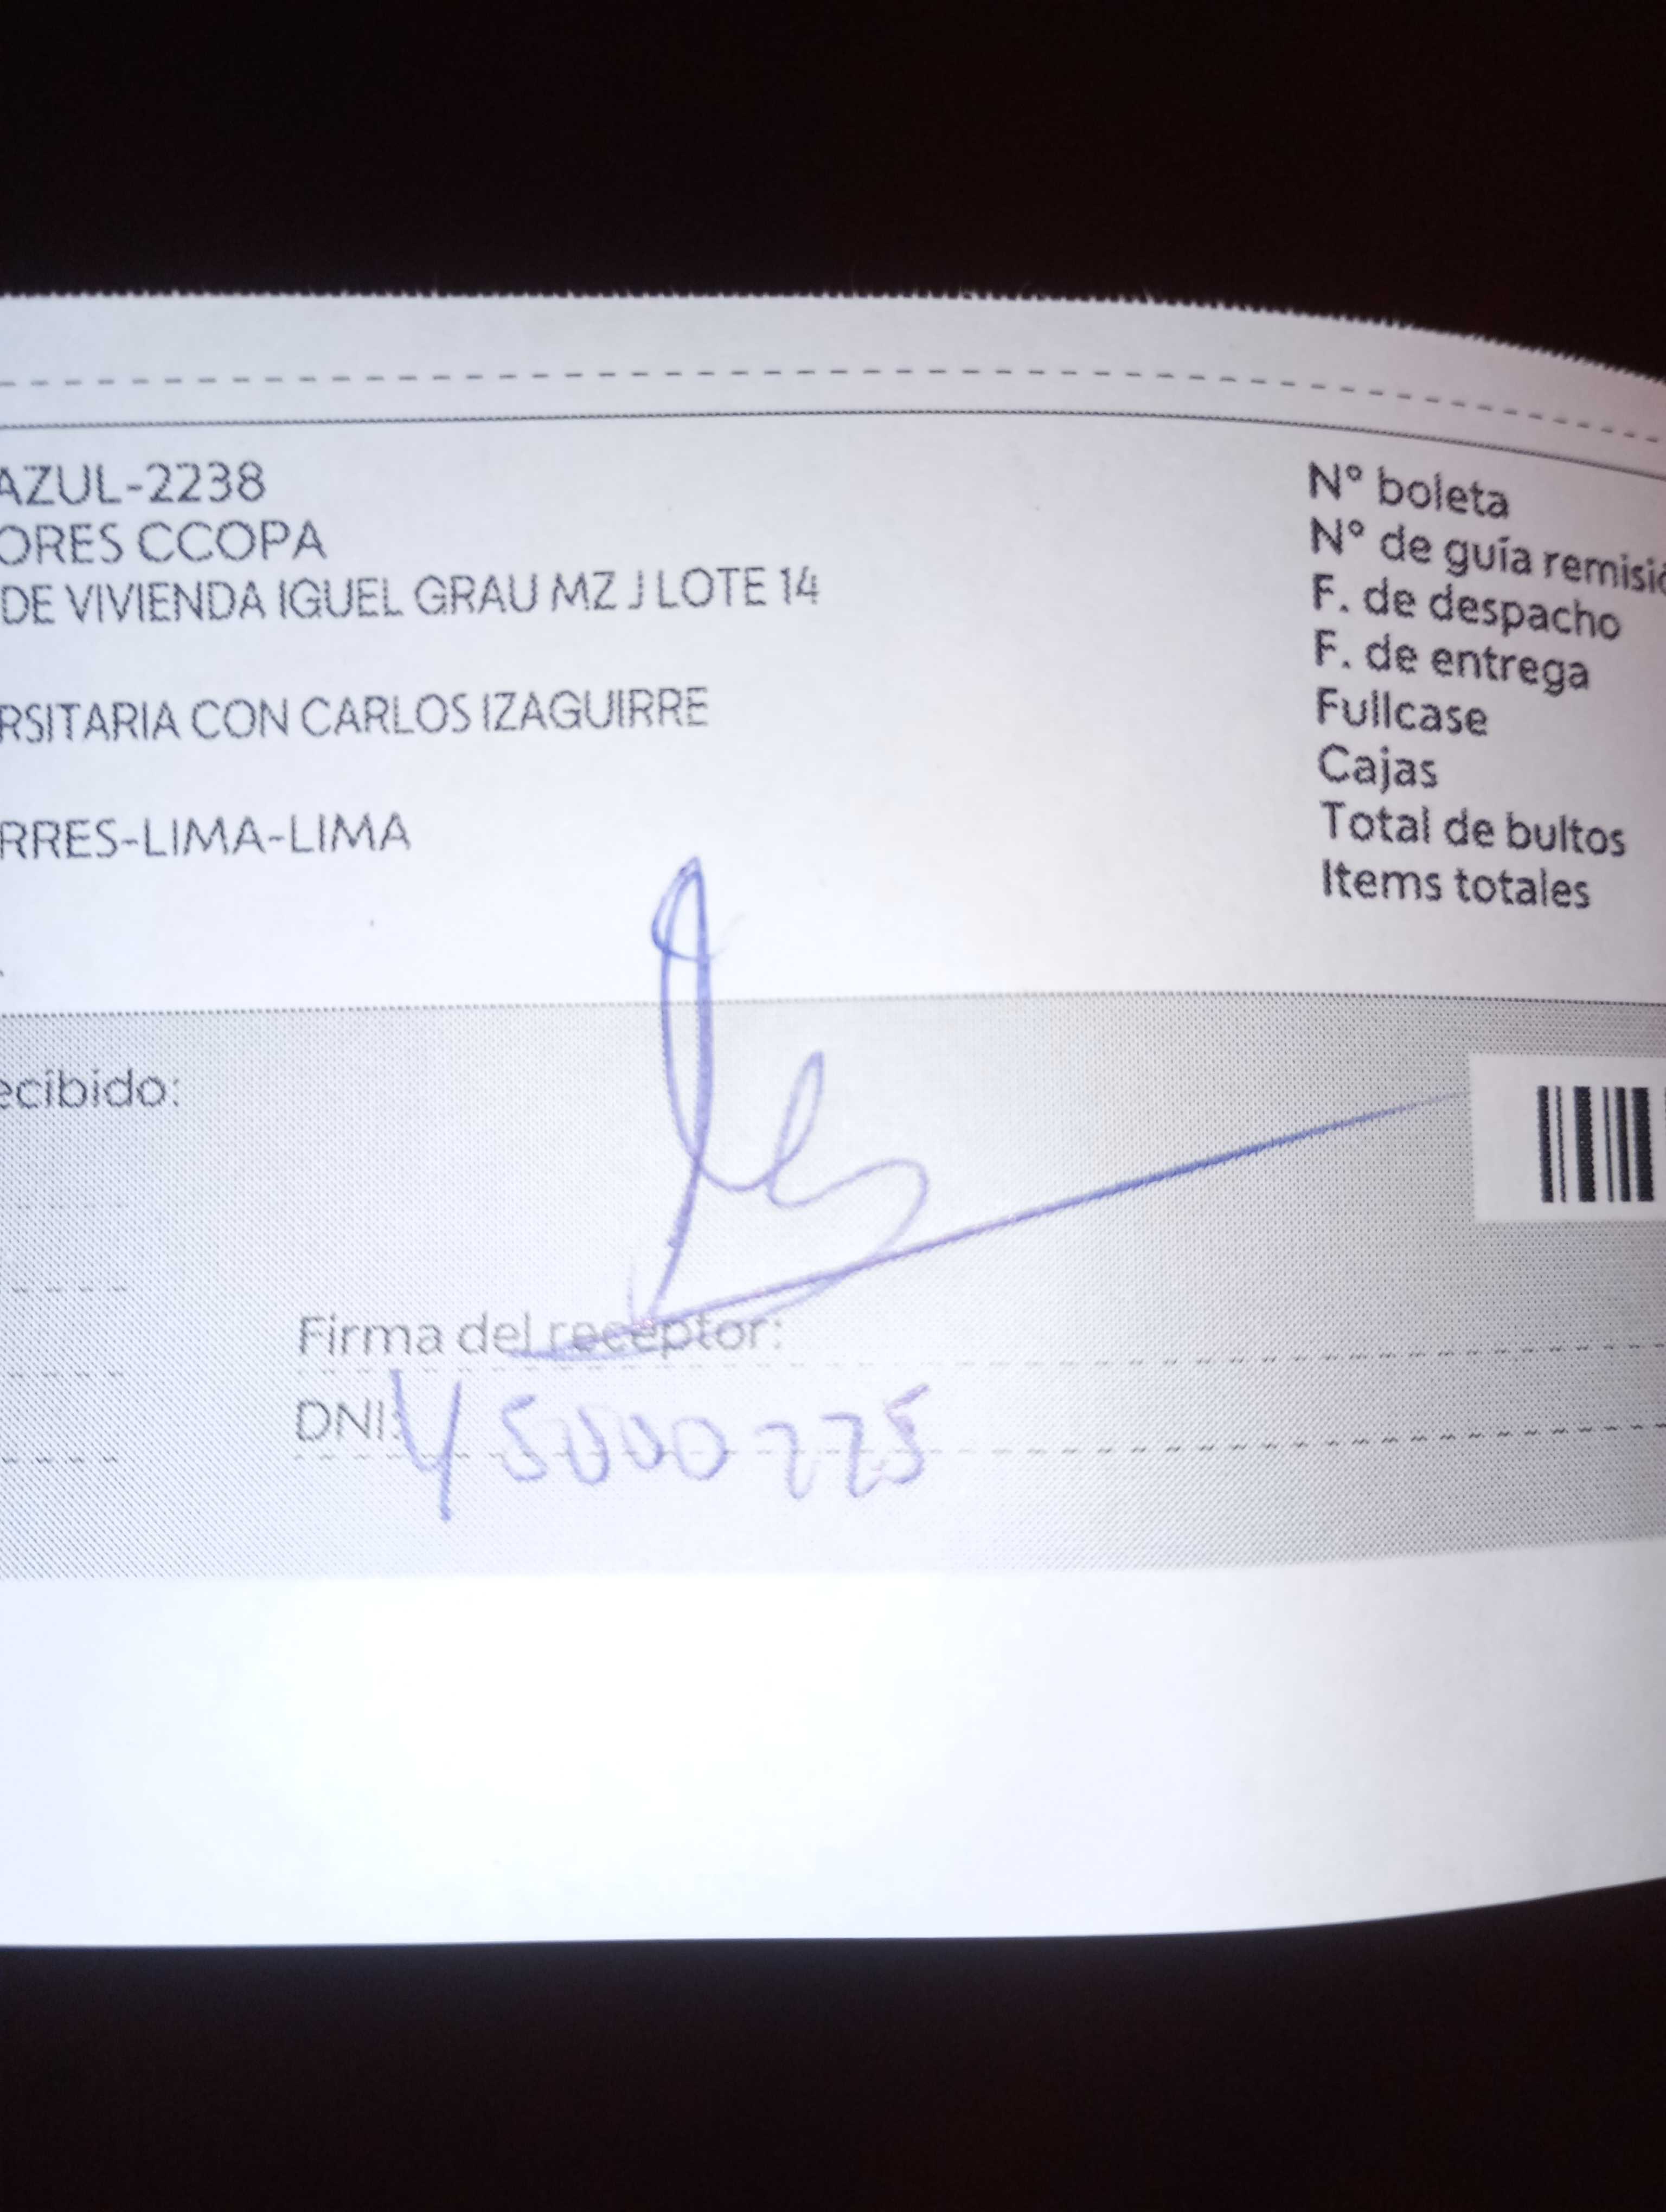 AZUL-2238
ORES CCOPA
DE VIVIENDA IGUEL GRAU MZ J LOTE 14
RSITARIA CON CARLOS IZAGUIRRE
RRES-LIMA-LIMA
N° boleta
N° de guía remisió
F. de despacho
F. de entrega
Fullcase
Cajas
Total de bultos
Items totales
ecibido:
Firma del receptor:
DNI: 45000225